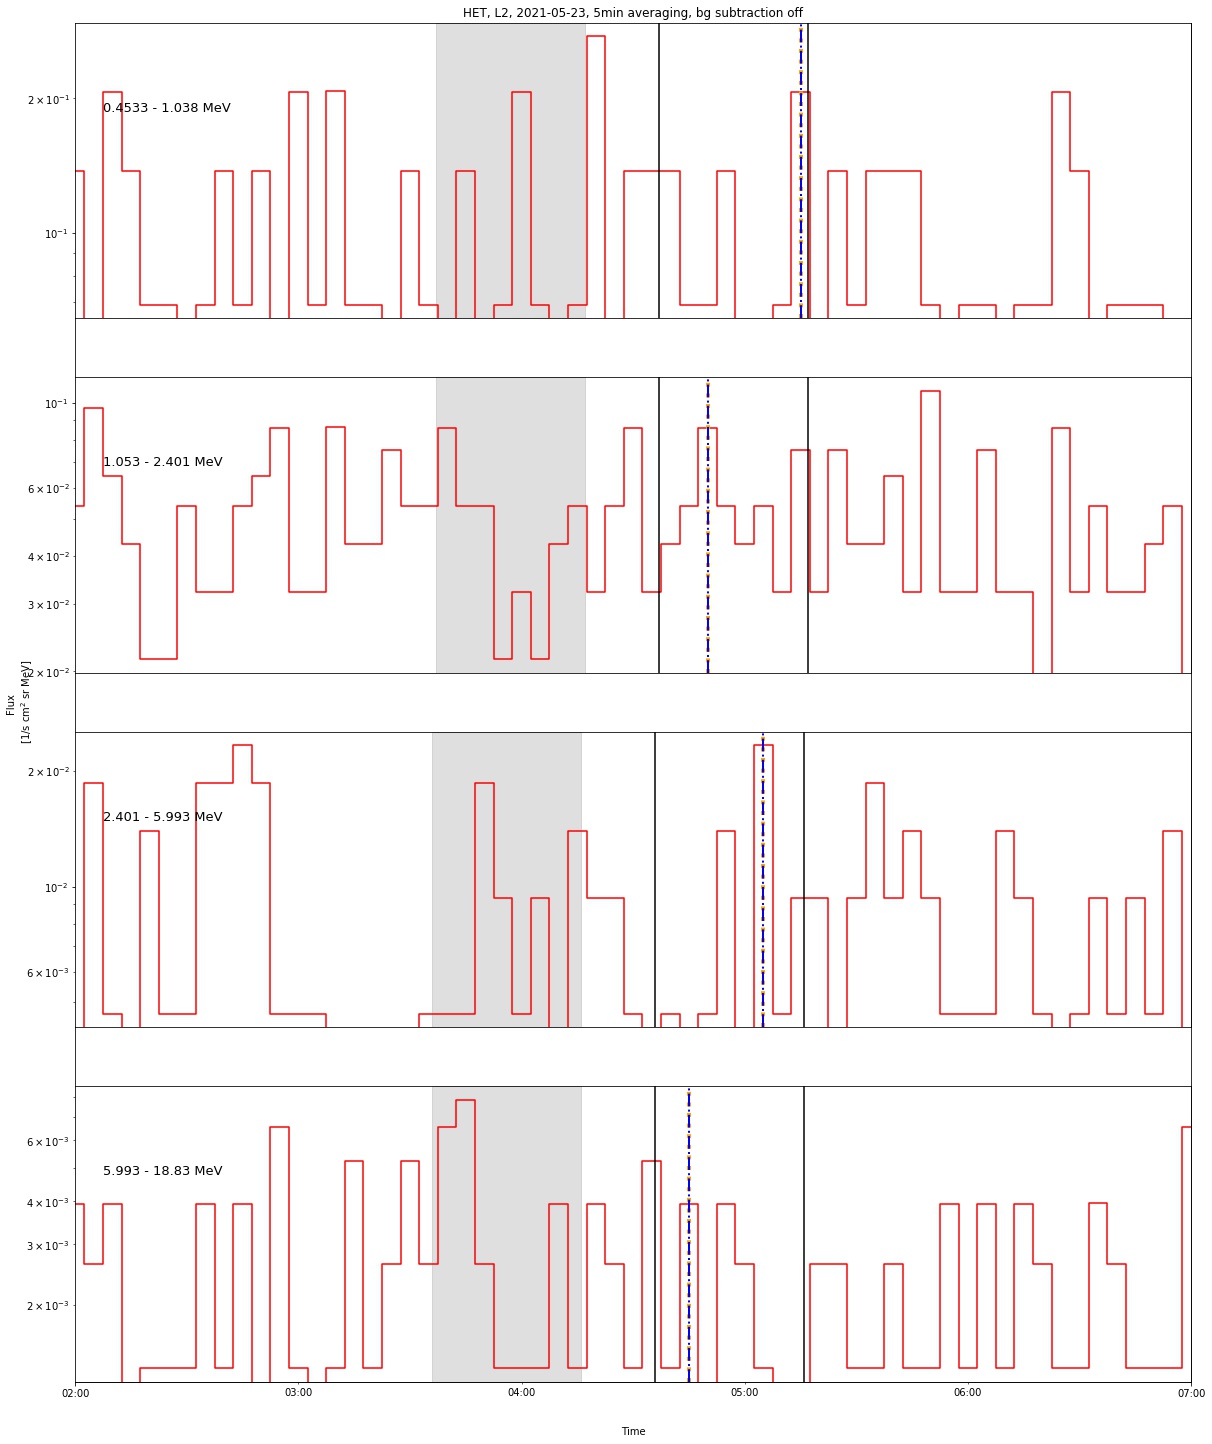 HET, L2, 2021-05-23, 5min averaging, bg subtraction off
2 × 10⁻¹
0.4533 - 1.038 MeV
10⁻¹
10⁻¹
1.053 - 2.401 MeV
6 × 10⁻²
4 × 10⁻²
3 × 10⁻²
2 × 10⁻²
Flux
[1/s cm² sr MeV]
2 × 10⁻²
2.401 - 5.993 MeV
10⁻²
6 × 10⁻³
6 × 10⁻³
5.993 - 18.83 MeV
4 × 10⁻³
3 × 10⁻³
2 × 10⁻³
02:00 03:00 04:00 05:00 06:00 07:00
Time